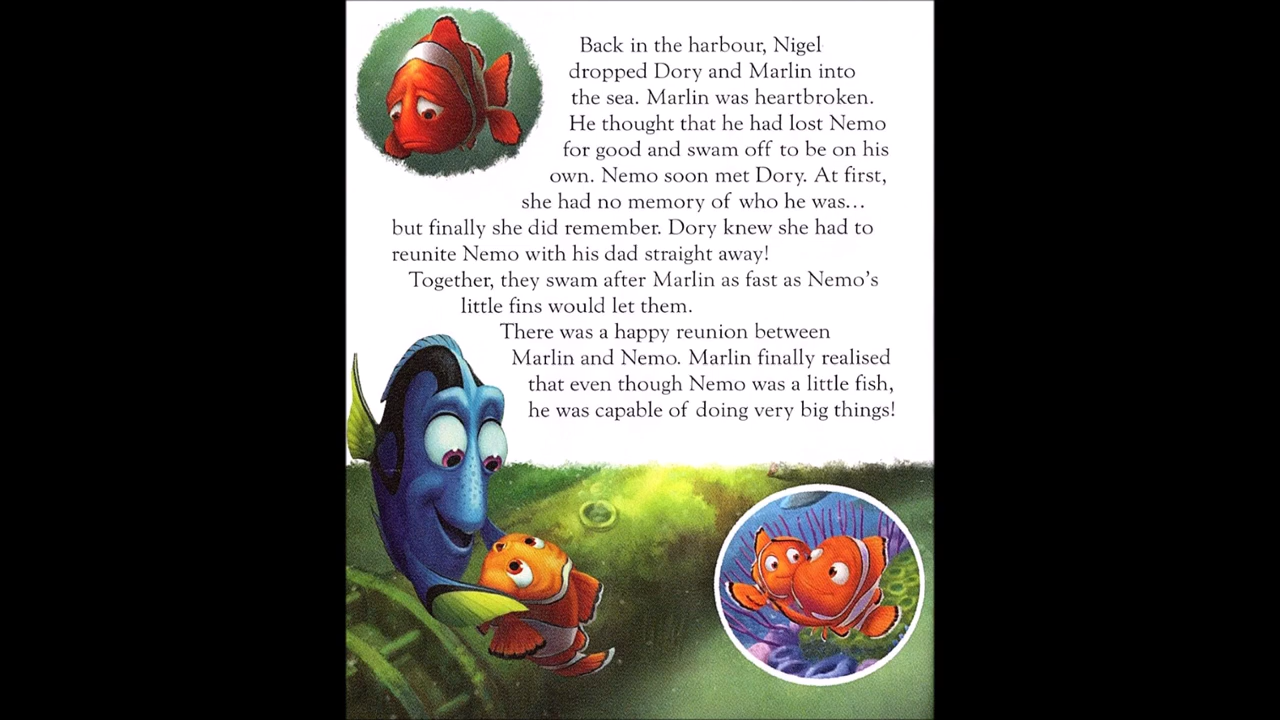 Back in the harbour, Nigel
dropped Dory and Marlin into
the sea. Marlin was heartbroken.
He thought that he had lost Nemo
for good and swam off to be on his
own. Nemo soon met Dory. At first,
she had no memory of who he was...
but finally she did remember. Dory knew she had to
reunite Nemo with his dad straight away!
Together, they swam after Marlin as fast as Nemo's
little fins would let them.
There was a happy reunion between
Marlin and Nemo. Marlin finally realised
that even though Nemo was a little fish,
he was capable of doing very big things!